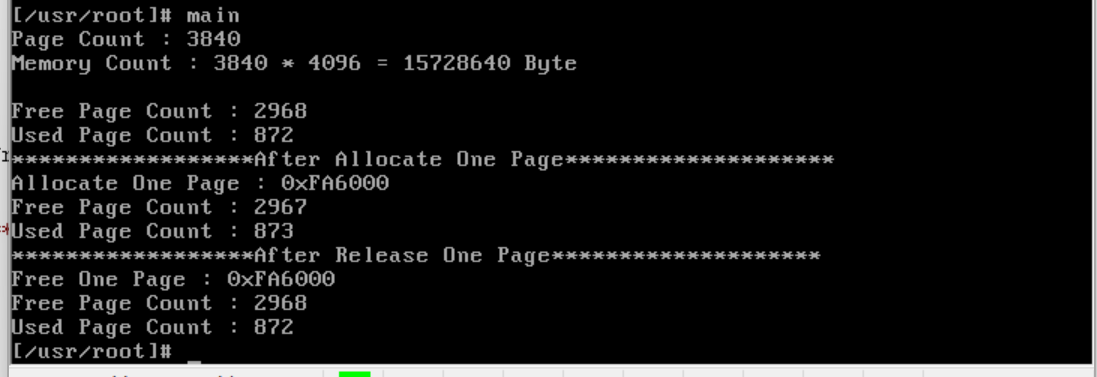 [/usr/root]# main
Page Count : 3840
Memory Count : 3840 * 4096 = 15728640 Byte
Free Page Count : 2968
Used Page Count : 872
******************After Allocate One Page********************
Allocate One Page : 0xFA6000
Free Page Count : 2967
Used Page Count : 873
******************After Release One Page********************
Free One Page : 0xFA6000
Free Page Count : 2968
Used Page Count : 872
[/usr/root]# _